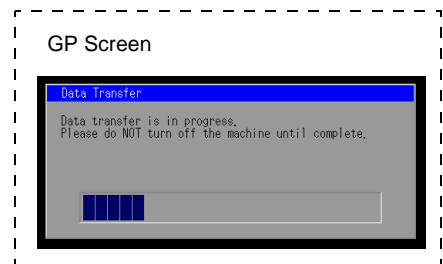 GP Screen
Data Transfer
Data transfer is in progress.
Please do NOT turn off the machine until complete.